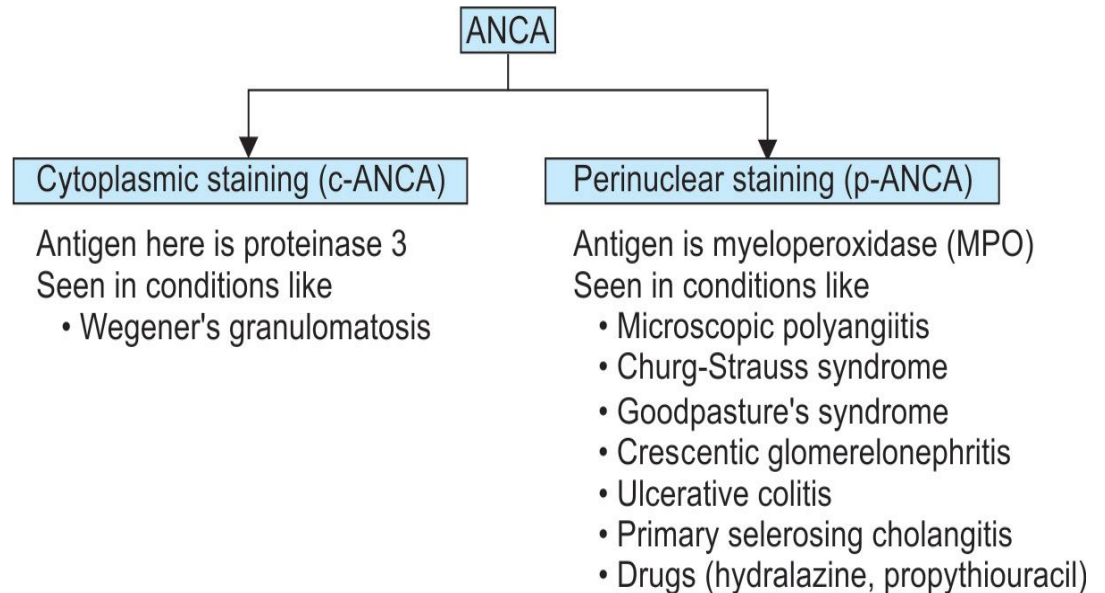 ANCA
Cytoplasmic staining (c-ANCA)
Antigen here is proteinase 3
Seen in conditions like
• Wegener's granulomatosis
Perinuclear staining (p-ANCA)
Antigen is myeloperoxidase (MPO)
Seen in conditions like
• Microscopic polyangiitis
• Churg-Strauss syndrome
• Goodpasture's syndrome
• Crescentic glomerelonephritis
• Ulcerative colitis
• Primary selerosing cholangitis
• Drugs (hydralazine, propythiouracil)